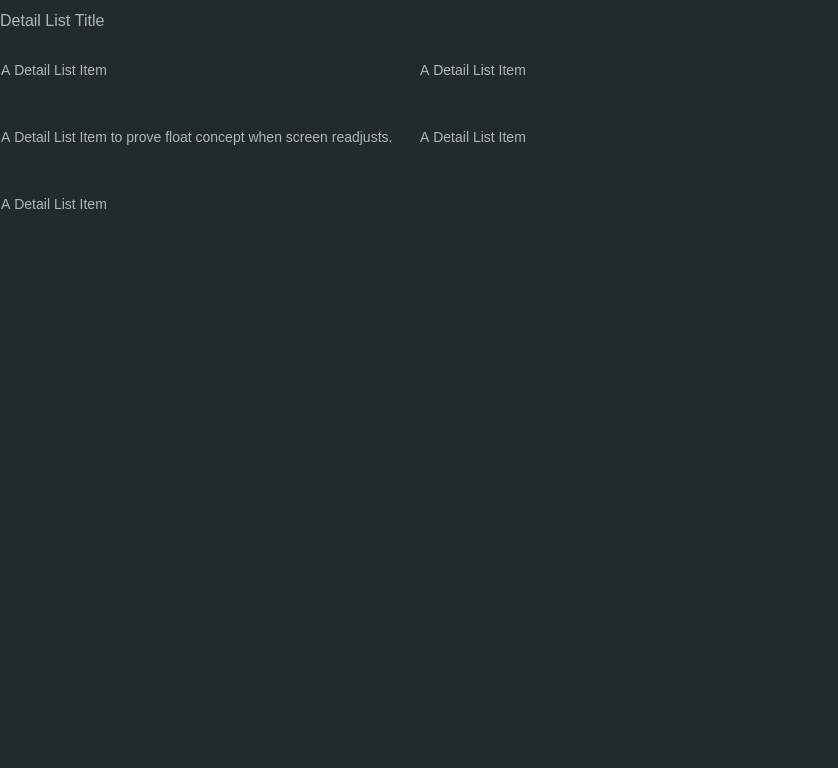 Detail List Title
A Detail List Item
A Detail List Item
A Detail List Item to prove float concept when screen readjusts.
A Detail List Item
A Detail List Item